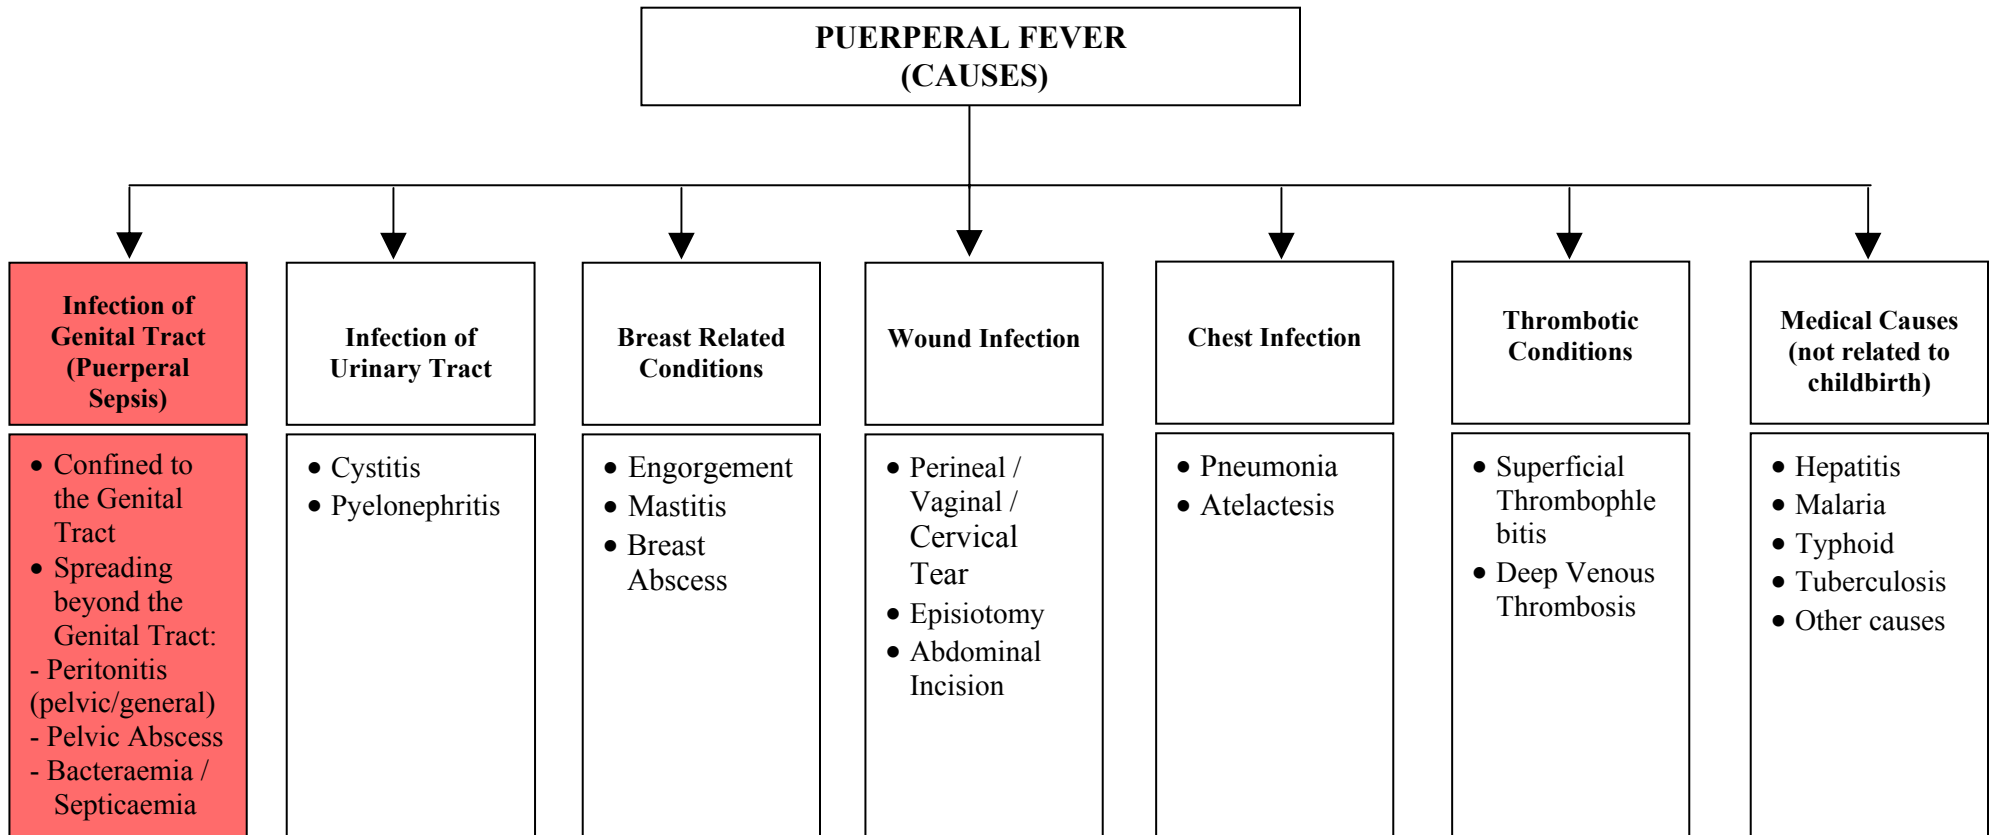 PUERPERAL FEVER
(CAUSES)
Infection of
Genital Tract
(Puerperal
Sepsis)
• Confined to
the Genital
Tract
• Spreading
beyond the
Genital Tract:
- Peritonitis
(pelvic/general)
- Pelvic Abscess
- Bacteraemia /
Septicaemia
Infection of
Urinary Tract
• Cystitis
• Pyelonephritis
Breast Related
Conditions
• Engorgement
• Mastitis
• Breast
Abscess
Wound Infection
• Perineal /
Vaginal /
Cervical
Tear
• Episiotomy
• Abdominal
Incision
Chest Infection
• Pneumonia
• Atelactesis
Thrombotic
Conditions
• Superficial
Thrombophle
bitis
• Deep Venous
Thrombosis
Medical Causes
(not related to
childbirth)
• Hepatitis
• Malaria
• Typhoid
• Tuberculosis
• Other causes